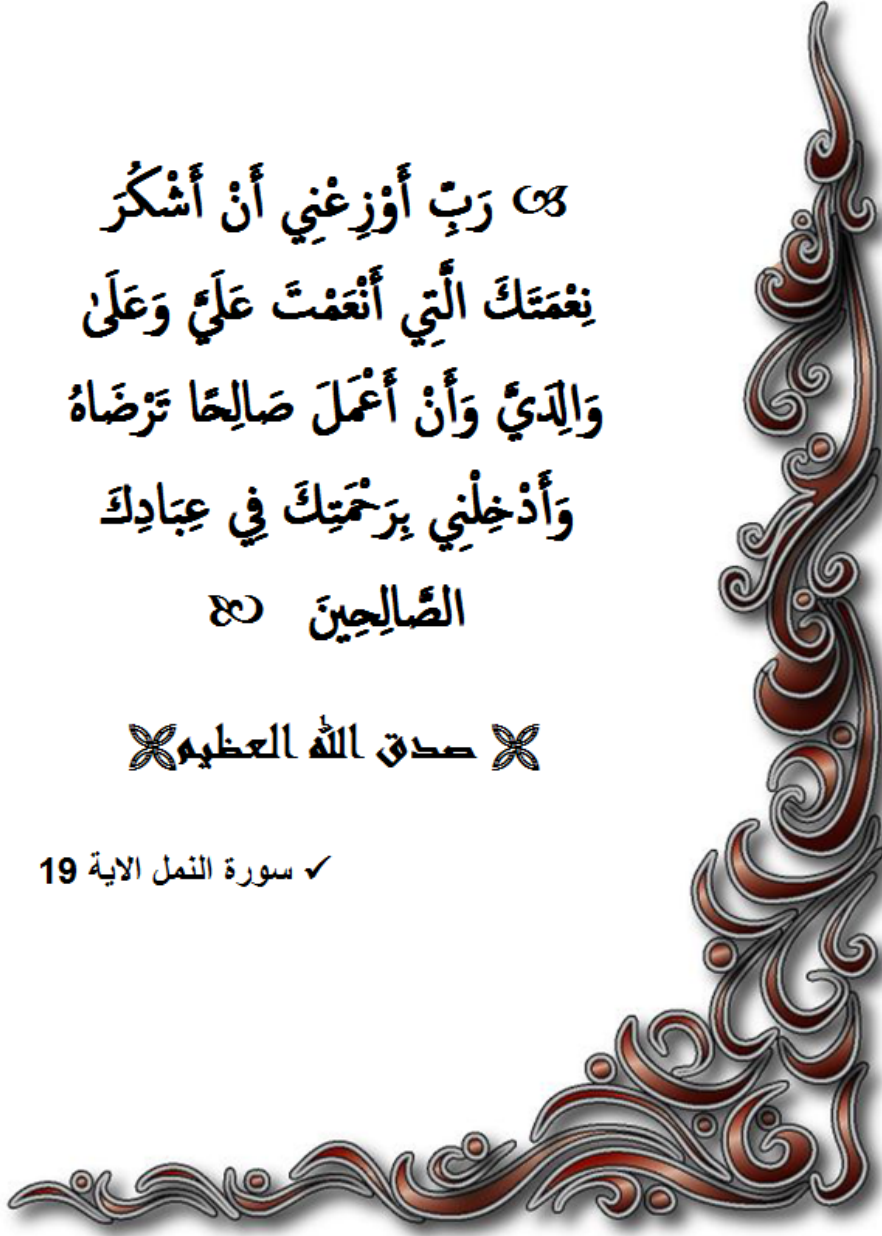 رَبِّ أَوْزِعْنِي أَنْ أَشْكُرَ
نِعْمَتَكَ الَّتِي أَنْعَمْتَ عَلَيَّ وَعَلَىٰ
وَالِدَيَّ وَأَنْ أَعْمَلَ صَالِحًا تَرْضَاهُ
وَأَدْخِلْنِي بِرَحْمَتِكَ فِي عِبَادِكَ
الصَّالِحِينَ
صدق الله العظيم
✓ سورة النمل الاية 19